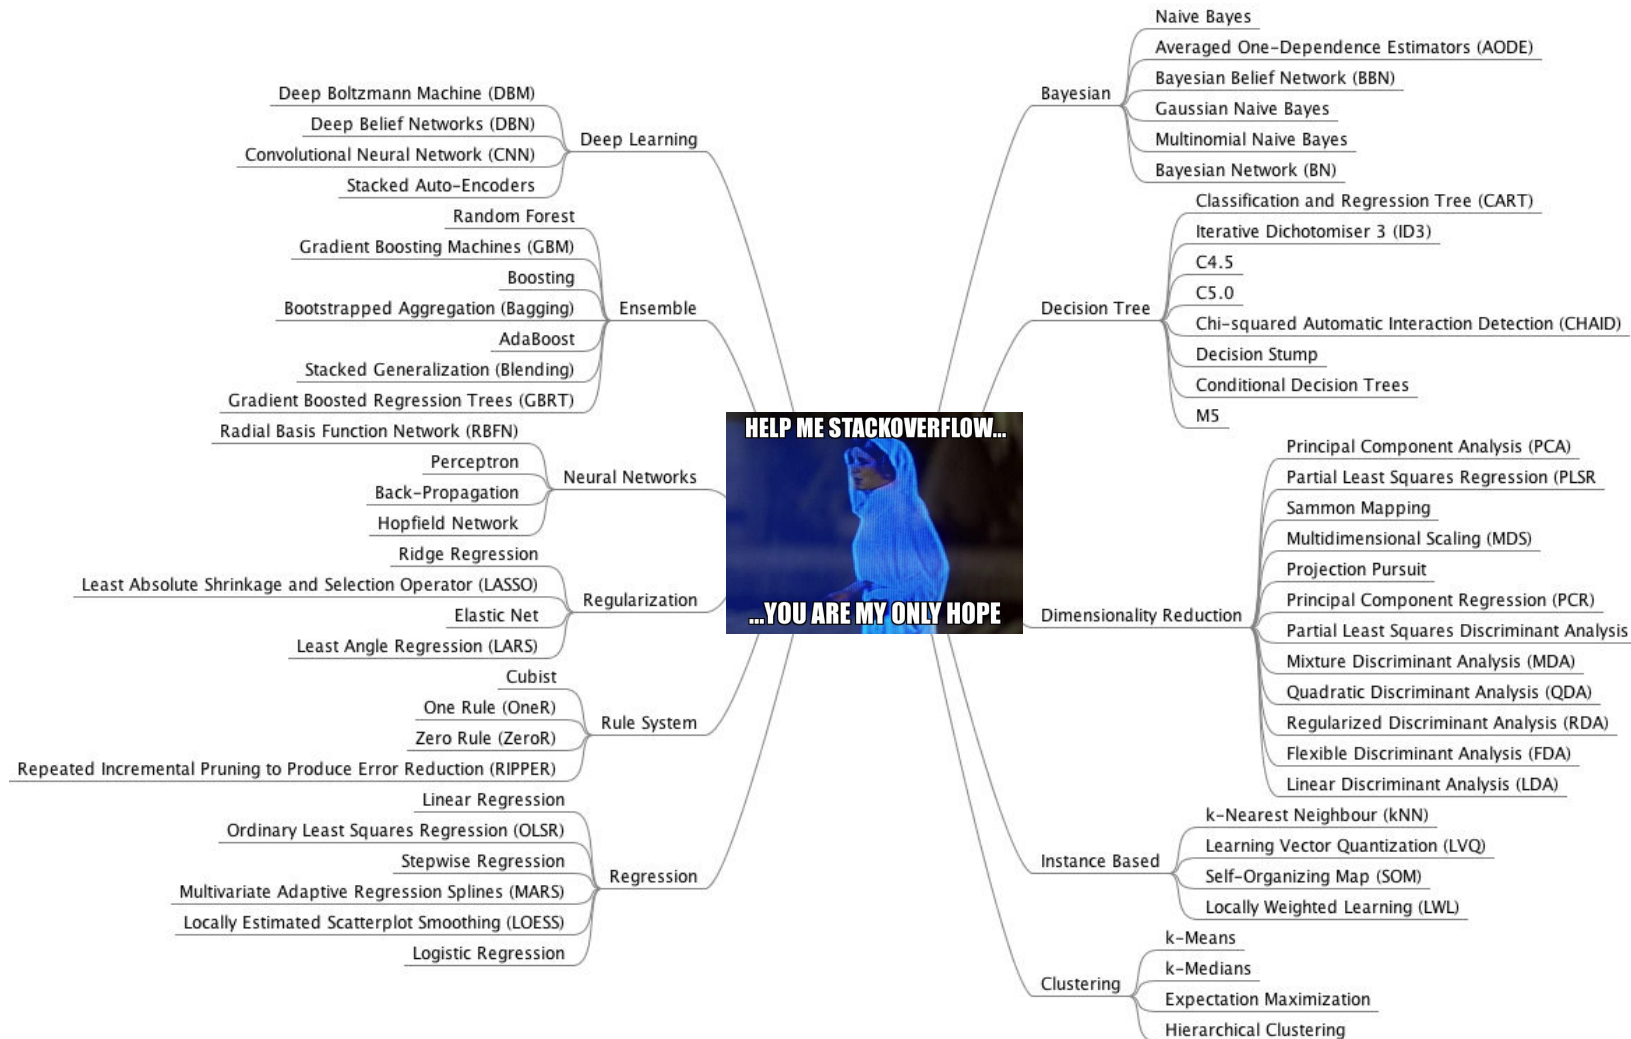 Deep Learning
Deep Boltzmann Machine (DBM)
Deep Belief Networks (DBN)
Convolutional Neural Network (CNN)
Stacked Auto-Encoders
Ensemble
Random Forest
Gradient Boosting Machines (GBM)
Boosting
Bootstrapped Aggregation (Bagging)
AdaBoost
Stacked Generalization (Blending)
Gradient Boosted Regression Trees (GBRT)
Neural Networks
Radial Basis Function Network (RBFN)
Perceptron
Back-Propagation
Hopfield Network
Regularization
Ridge Regression
Least Absolute Shrinkage and Selection Operator (LASSO)
Elastic Net
Least Angle Regression (LARS)
Rule System
Cubist
One Rule (OneR)
Zero Rule (ZeroR)
Repeated Incremental Pruning to Produce Error Reduction (RIPPER)
Regression
Linear Regression
Ordinary Least Squares Regression (OLSR)
Stepwise Regression
Multivariate Adaptive Regression Splines (MARS)
Locally Estimated Scatterplot Smoothing (LOESS)
Logistic Regression
HELP ME STACKOVERFLOW...
...YOU ARE MY ONLY HOPE
Bayesian
Naive Bayes
Averaged One-Dependence Estimators (AODE)
Bayesian Belief Network (BBN)
Gaussian Naive Bayes
Multinomial Naive Bayes
Bayesian Network (BN)
Decision Tree
Classification and Regression Tree (CART)
Iterative Dichotomiser 3 (ID3)
C4.5
C5.0
Chi-squared Automatic Interaction Detection (CHAID)
Decision Stump
Conditional Decision Trees
M5
Dimensionality Reduction
Principal Component Analysis (PCA)
Partial Least Squares Regression (PLSR
Sammon Mapping
Multidimensional Scaling (MDS)
Projection Pursuit
Principal Component Regression (PCR)
Partial Least Squares Discriminant Analysis
Mixture Discriminant Analysis (MDA)
Quadratic Discriminant Analysis (QDA)
Regularized Discriminant Analysis (RDA)
Flexible Discriminant Analysis (FDA)
Linear Discriminant Analysis (LDA)
Instance Based
k-Nearest Neighbour (kNN)
Learning Vector Quantization (LVQ)
Self-Organizing Map (SOM)
Locally Weighted Learning (LWL)
Clustering
k-Means
k-Medians
Expectation Maximization
Hierarchical Clustering